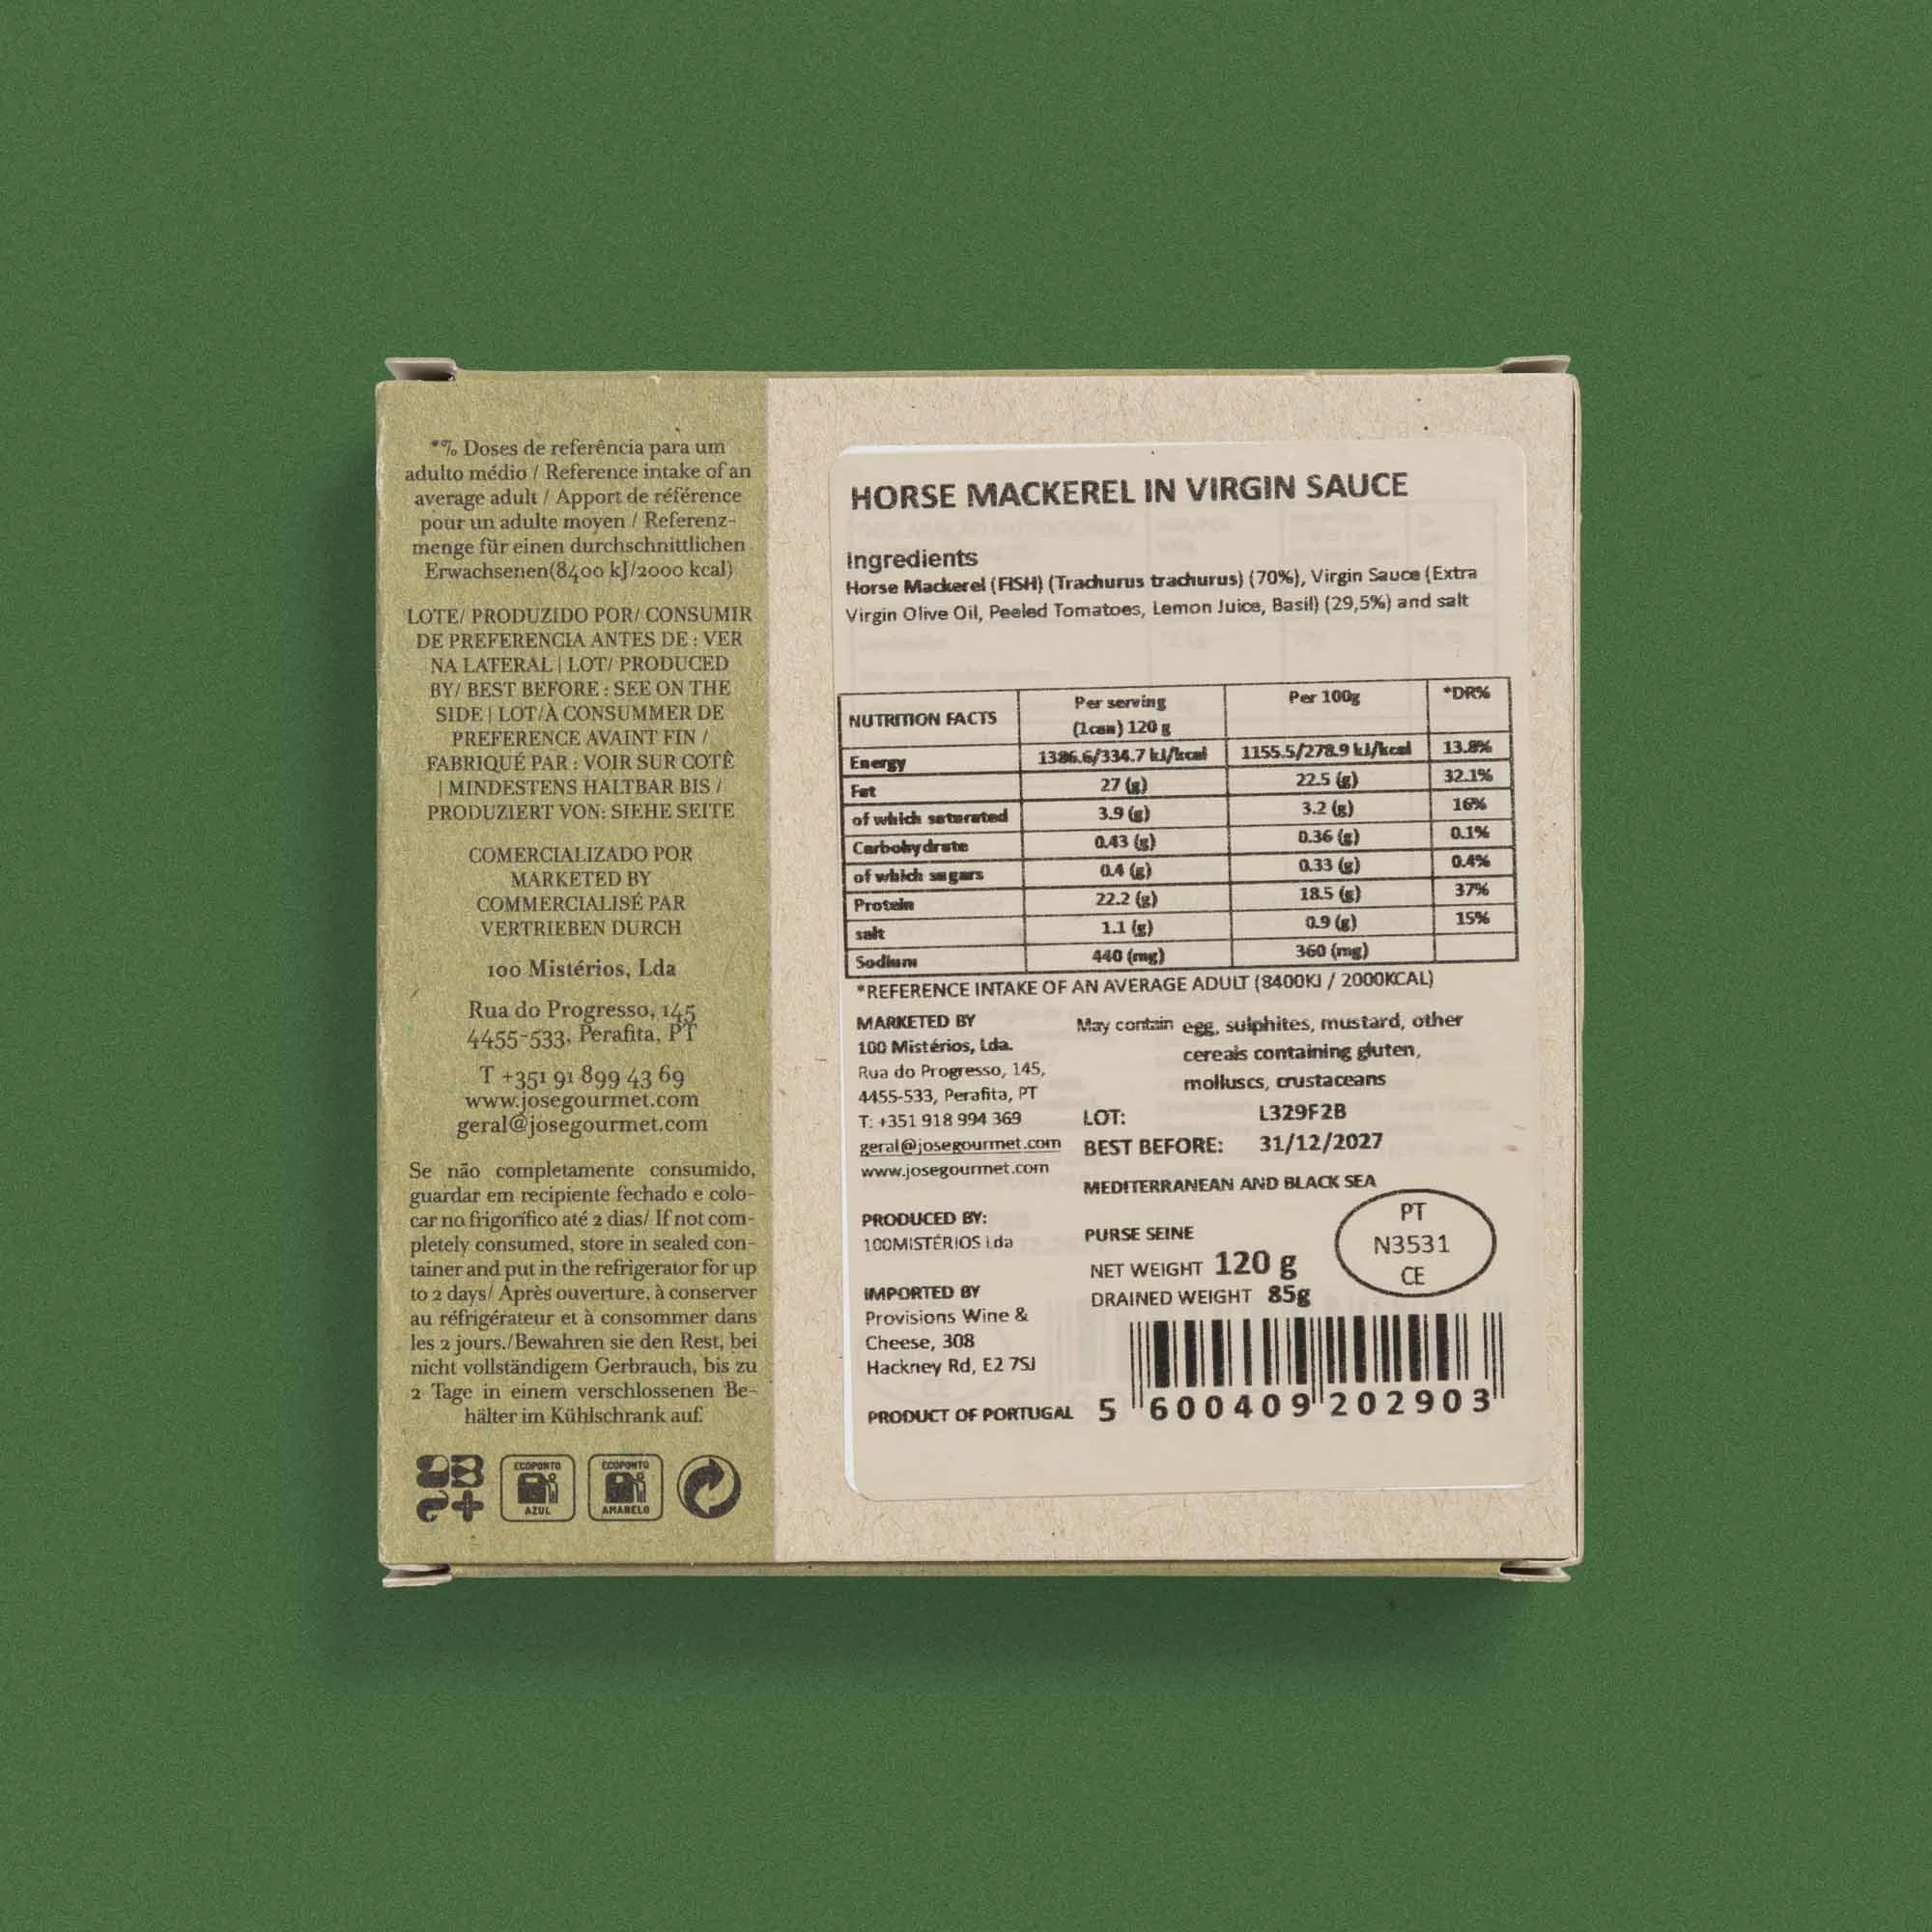 *% Doses de referência para um
adulto médio / Reference intake of an
average adult / Apport de référence
pour un adulte moyen / Referenz-
menge für einen durchschnittlichen
Erwachsenen(8400 kJ/2000 kcal)
LOTE/ PRODUZIDO POR/ CONSUMIR
DE PREFERENCIA ANTES DE : VER
NA LATERAL | LOT/ PRODUCED
BY/ BEST BEFORE : SEE ON THE
SIDE | LOT/À CONSUMMER DE
PREFERENCE AVAINT FIN /
FABRIQUÉ PAR : VOIR SUR COTÊ
| MINDESTENS HALTBAR BIS /
PRODUZIERT VON: SIEHE SEITE
COMERCIALIZADO POR
MARKETED BY
COMMERCIALISÉ PAR
VERTRIEBEN DURCH
100 Mistérios, Lda
Rua do Progresso, 145
4455-533, Perafita, PT
T +351 91 899 43 69
www.josegourmet.com
geral@josegourmet.com
Se não completamente consumido,
guardar em recipiente fechado e colo-
car no frigorífico até 2 dias/ If not com-
pletely consumed, store in sealed con-
tainer and put in the refrigerator for up
to 2 days/ Après ouverture, à conserver
au réfrigérateur et à consommer dans
les 2 jours./Bewahren sie den Rest, bei
nicht vollständigem Gerbrauch, bis zu
2 Tage in einem verschlossenen Be-
hälter im Kühlschrank auf.
ECOPONTO AZUL
ECOPONTO AMARELO
HORSE MACKEREL IN VIRGIN SAUCE
Ingredients
Horse Mackerel (FISH) (Trachurus trachurus) (70%), Virgin Sauce (Extra
Virgin Olive Oil, Peeled Tomatoes, Lemon Juice, Basil) (29,5%) and salt
NUTRITION FACTS Per serving (1can) 120 g Per 100g *DR%
Energy 1386.6/334.7 kJ/kcal 1155.5/278.9 kJ/kcal 13.8%
Fat 27 (g) 22.5 (g) 32.1%
of which saturated 3.9 (g) 3.2 (g) 16%
Carbohydrate 0.43 (g) 0.36 (g) 0.1%
of which sugars 0.4 (g) 0.33 (g) 0.4%
Protein 22.2 (g) 18.5 (g) 37%
salt 1.1 (g) 0.9 (g) 15%
Sodium 440 (mg) 360 (mg)
*REFERENCE INTAKE OF AN AVERAGE ADULT (8400KJ / 2000KCAL)
MARKETED BY
100 Mistérios, Lda.
Rua do Progresso, 145,
4455-533, Perafita, PT
T: +351 918 994 369
geral@josegourmet.com
www.josegourmet.com
PRODUCED BY:
100MISTÉRIOS Lda
IMPORTED BY
Provisions Wine &
Cheese, 308
Hackney Rd, E2 7SJ
PRODUCT OF PORTUGAL
May contain egg, sulphites, mustard, other
cereals containing gluten,
molluscs, crustaceans
LOT: L329F2B
BEST BEFORE: 31/12/2027
MEDITERRANEAN AND BLACK SEA
PURSE SEINE
NET WEIGHT 120 g
DRAINED WEIGHT 85g
PT
N3531
CE
5 600409 202903